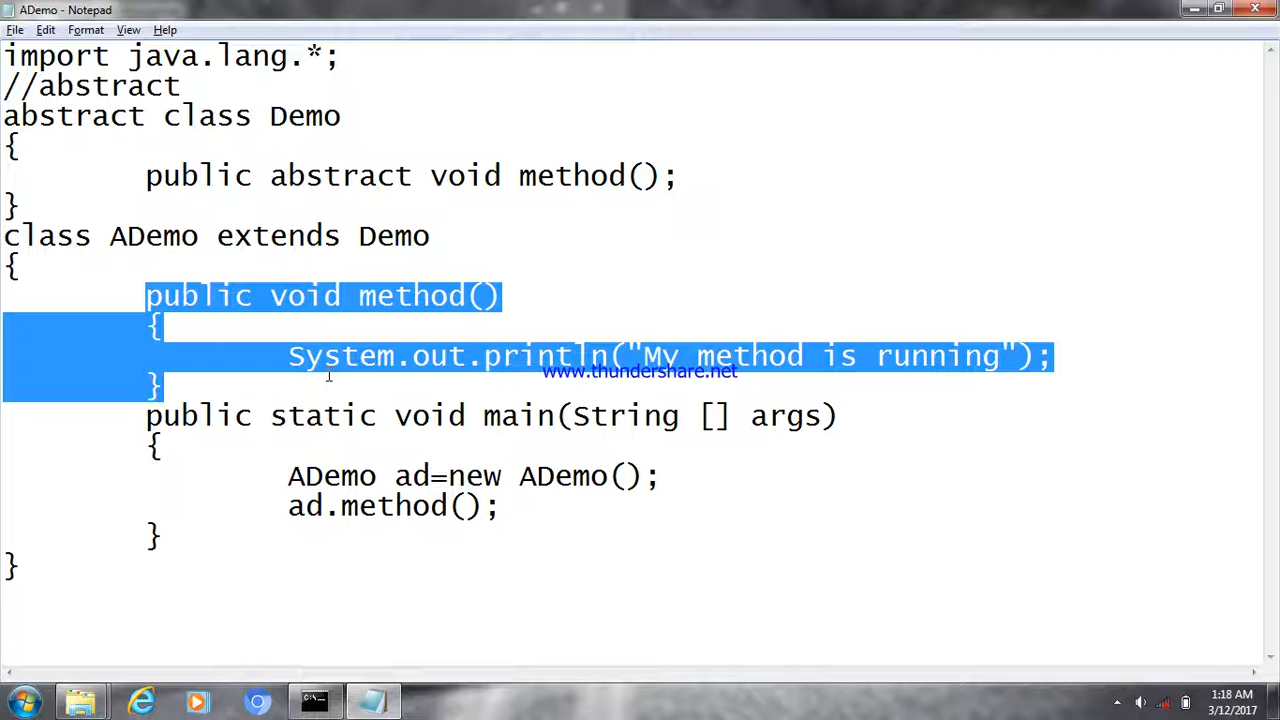 ADemo - Notepad
File Edit Format View Help
import java.lang.*;
//abstract
abstract class Demo
{
public abstract void method();
}
class ADemo extends Demo
{
public void method()
{
System.out.println("My method is running");
www.thundershare.net
}
public static void main(String [] args)
{
ADemo ad=new ADemo();
ad.method();
}
}
C:\
1:18 AM
3/12/2017